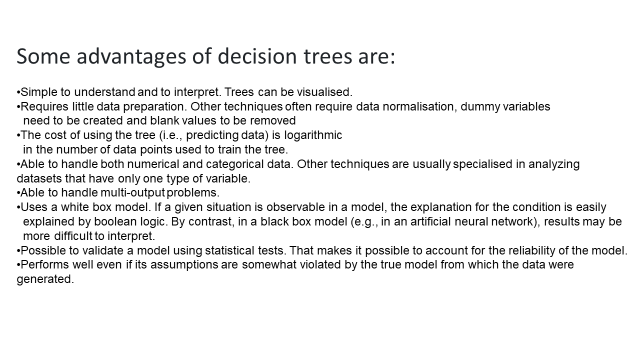 Some advantages of decision trees are:
•Simple to understand and to interpret. Trees can be visualised.
•Requires little data preparation. Other techniques often require data normalisation, dummy variables
need to be created and blank values to be removed
•The cost of using the tree (i.e., predicting data) is logarithmic
in the number of data points used to train the tree.
•Able to handle both numerical and categorical data. Other techniques are usually specialised in analyzing
datasets that have only one type of variable.
•Able to handle multi-output problems.
•Uses a white box model. If a given situation is observable in a model, the explanation for the condition is easily
explained by boolean logic. By contrast, in a black box model (e.g., in an artificial neural network), results may be
more difficult to interpret.
•Possible to validate a model using statistical tests. That makes it possible to account for the reliability of the model.
•Performs well even if its assumptions are somewhat violated by the true model from which the data were
generated.